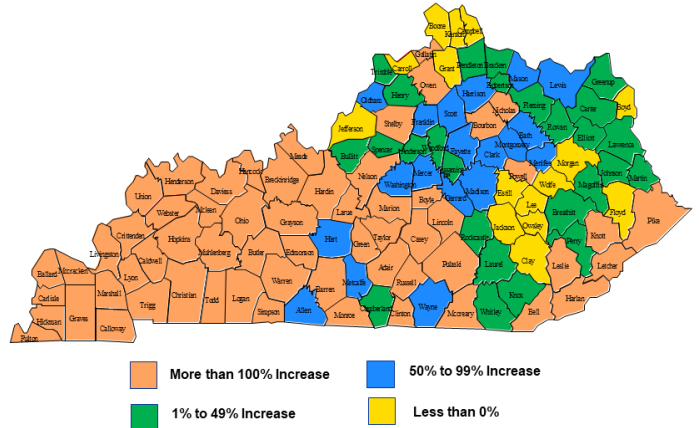 Boone
Kenton
Campbell
Gallatin
Carroll
Grant
Pendleton
Bracken
Trimble
Owen
Mason
Lewis
Greenup
Henry
Harrison
Robertson
Oldham
Fleming
Carter
Boyd
Jefferson
Shelby
Franklin
Scott
Nicholas
Bourbon
Rowan
Bath
Elliott
Lawrence
Bullitt
Spencer
Anderson
Woodford
Fayette
Montgomery
Clark
Menifee
Morgan
Meade
Hancock
Breckinridge
Nelson
Mercer
Jessamine
Madison
Powell
Wolfe
Magoffin
Johnson
Martin
Henderson
Daviess
Hardin
Washington
Garrard
Estill
Lee
Union
Webster
Mclean
Ohio
Grayson
Larue
Marion
Boyle
Lincoln
Jackson
Owsley
Breathitt
Floyd
Pike
Knott
Crittenden
Hopkins
Hart
Green
Taylor
Casey
Rockcastle
Perry
Livingston
Caldwell
Muhlenberg
Butler
Edmonson
Adair
Pulaski
Laurel
Clay
Leslie
Letcher
Ballard
Mccracken
Lyon
Warren
Barren
Metcalfe
Russell
Carlisle
Marshall
Trigg
Christian
Todd
Logan
Simpson
Allen
Monroe
Cumberland
Clinton
Wayne
Mccreary
Whitley
Knox
Bell
Harlan
Hickman
Graves
Calloway
Fulton
More than 100% Increase
50% to 99% Increase
1% to 49% Increase
Less than 0%